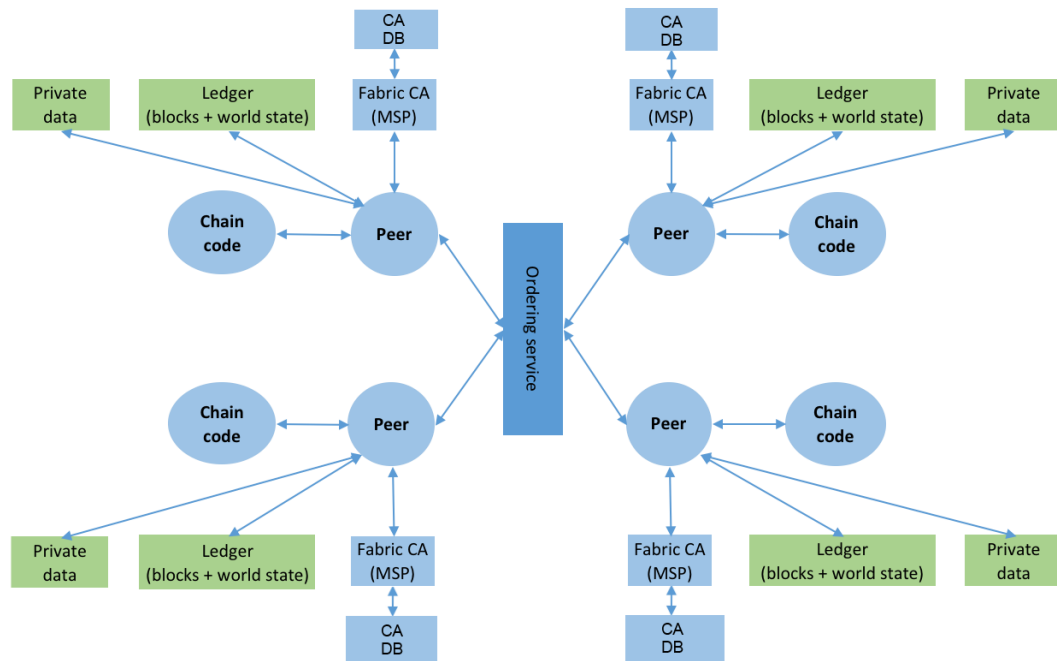 CA
DB
CA
DB
Private
data
Ledger
(blocks + world state)
Fabric CA
(MSP)
Fabric CA
(MSP)
Ledger
(blocks + world state)
Private
data
Chain
code
Peer
Peer
Chain
code
Ordering service
Chain
code
Peer
Peer
Chain
code
Private
data
Ledger
(blocks + world state)
Fabric CA
(MSP)
Fabric CA
(MSP)
Ledger
(blocks + world state)
Private
data
CA
DB
CA
DB